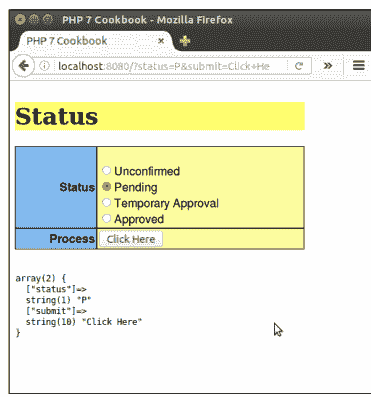 PHP 7 Cookbook - Mozilla Firefox
PHP 7 Cookbook
localhost:8080/?status=P&submit=Click+He
Status
Status
Unconfirmed
Pending
Temporary Approval
Approved
Process Click Here
array(2) {
["status"]=>
string(1) "P"
["submit"]=>
string(10) "Click Here"
}